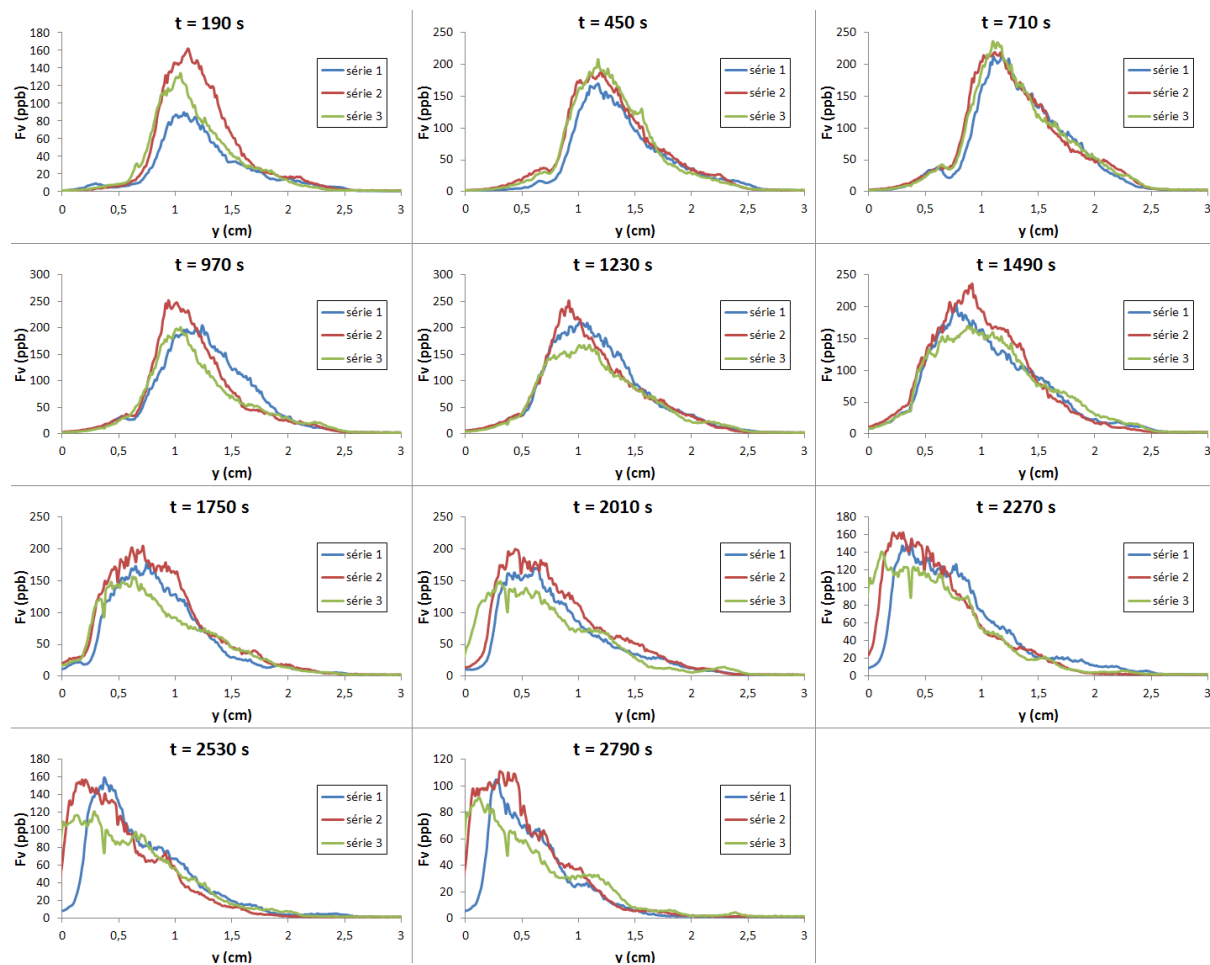 t = 190 s
Fv (ppb)
180
160
140
120
100
80
60
40
20
0
0 0,5 1 1,5 2 2,5 3
y (cm)
série 1
série 2
série 3
t = 450 s
Fv (ppb)
250
200
150
100
50
0
0 0,5 1 1,5 2 2,5 3
y (cm)
série 1
série 2
série 3
t = 710 s
Fv (ppb)
250
200
150
100
50
0
0 0,5 1 1,5 2 2,5 3
y (cm)
série 1
série 2
série 3
t = 970 s
Fv (ppb)
300
250
200
150
100
50
0
0 0,5 1 1,5 2 2,5 3
y (cm)
série 1
série 2
série 3
t = 1230 s
Fv (ppb)
300
250
200
150
100
50
0
0 0,5 1 1,5 2 2,5 3
y (cm)
série 1
série 2
série 3
t = 1490 s
Fv (ppb)
250
200
150
100
50
0
0 0,5 1 1,5 2 2,5 3
y (cm)
série 1
série 2
série 3
t = 1750 s
Fv (ppb)
250
200
150
100
50
0
0 0,5 1 1,5 2 2,5 3
y (cm)
série 1
série 2
série 3
t = 2010 s
Fv (ppb)
250
200
150
100
50
0
0 0,5 1 1,5 2 2,5 3
y (cm)
série 1
série 2
série 3
t = 2270 s
Fv (ppb)
180
160
140
120
100
80
60
40
20
0
0 0,5 1 1,5 2 2,5 3
y (cm)
série 1
série 2
série 3
t = 2530 s
Fv (ppb)
180
160
140
120
100
80
60
40
20
0
0 0,5 1 1,5 2 2,5 3
y (cm)
série 1
série 2
série 3
t = 2790 s
Fv (ppb)
120
100
80
60
40
20
0
0 0,5 1 1,5 2 2,5 3
y (cm)
série 1
série 2
série 3